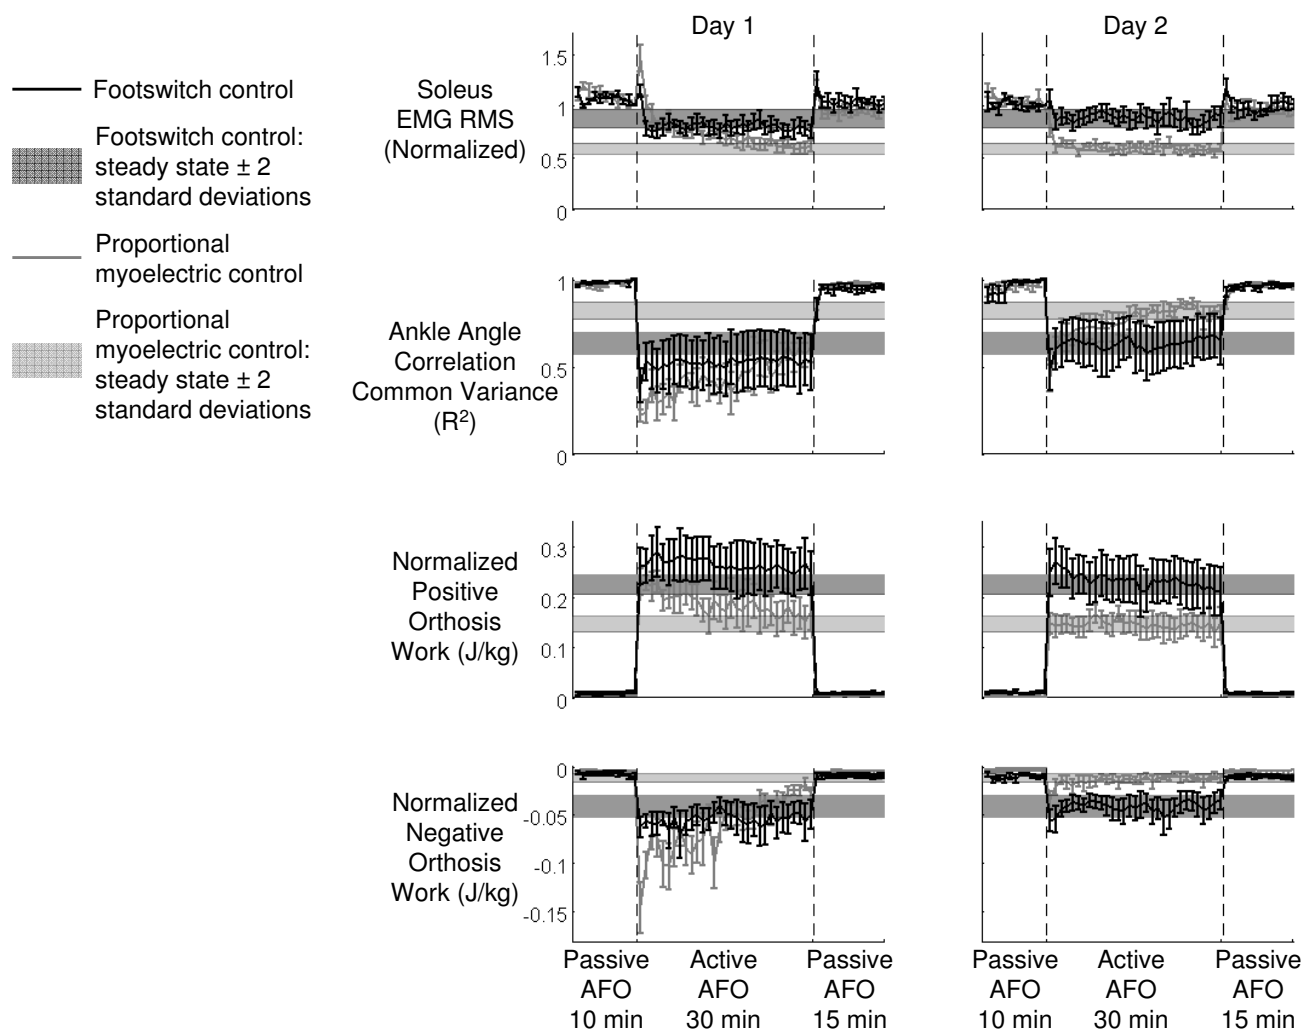 Day 1
Day 2
Footswitch control
Footswitch control:
steady state ± 2
standard deviations
Proportional
myoelectric control
Proportional
myoelectric control:
steady state ± 2
standard deviations
Soleus
EMG RMS
(Normalized)
1.5
1
0.5
0
Ankle Angle
Correlation
Common Variance
(R²)
1
0.5
0
Normalized
Positive
Orthosis
Work (J/kg)
0.3
0.2
0.1
0
Normalized
Negative
Orthosis
Work (J/kg)
0
-0.05
-0.1
-0.15
Passive
AFO
10 min
Active
AFO
30 min
Passive
AFO
15 min
Passive
AFO
10 min
Active
AFO
30 min
Passive
AFO
15 min